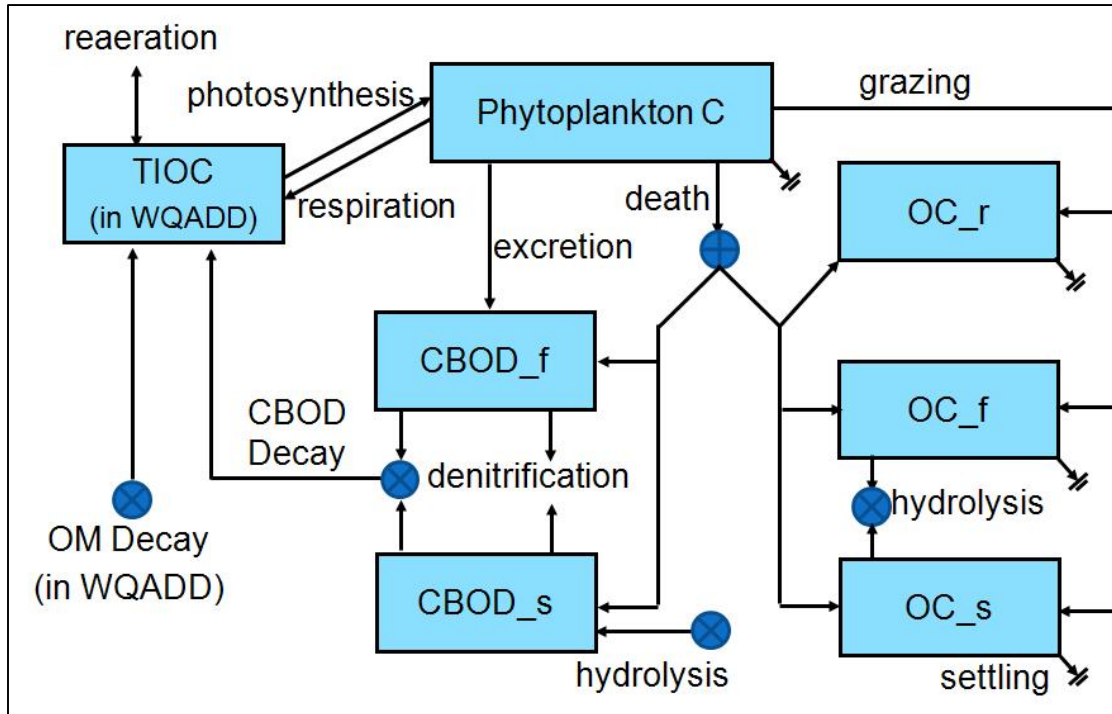 reaeration
photosynthesis
Phytoplankton C
grazing
TIOC
(in WQADD)
respiration
death
OC_r
excretion
CBOD_f
OC_f
CBOD
Decay
denitrification
hydrolysis
OM Decay
(in WQADD)
CBOD_s
OC_s
hydrolysis
settling